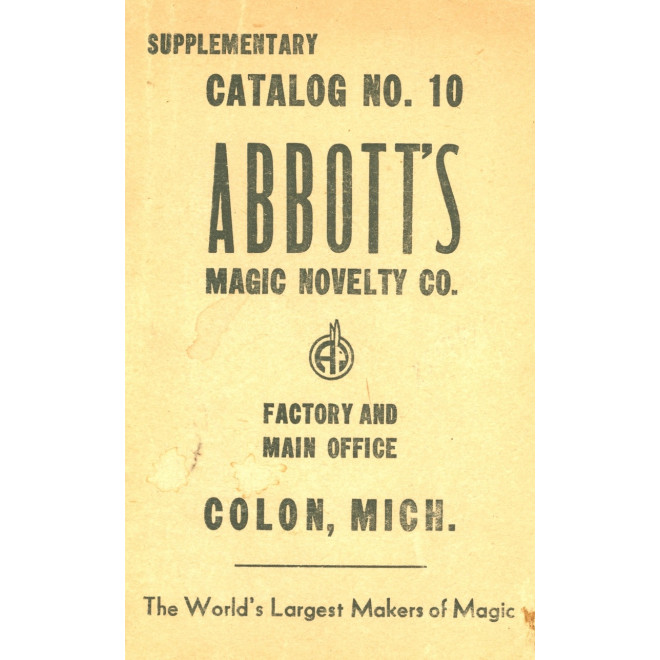 SUPPLEMENTARY
CATALOG NO. 10
ABBOTT'S
MAGIC NOVELTY CO.
FACTORY AND
MAIN OFFICE
COLON, MICH.
The World's Largest Makers of Magic